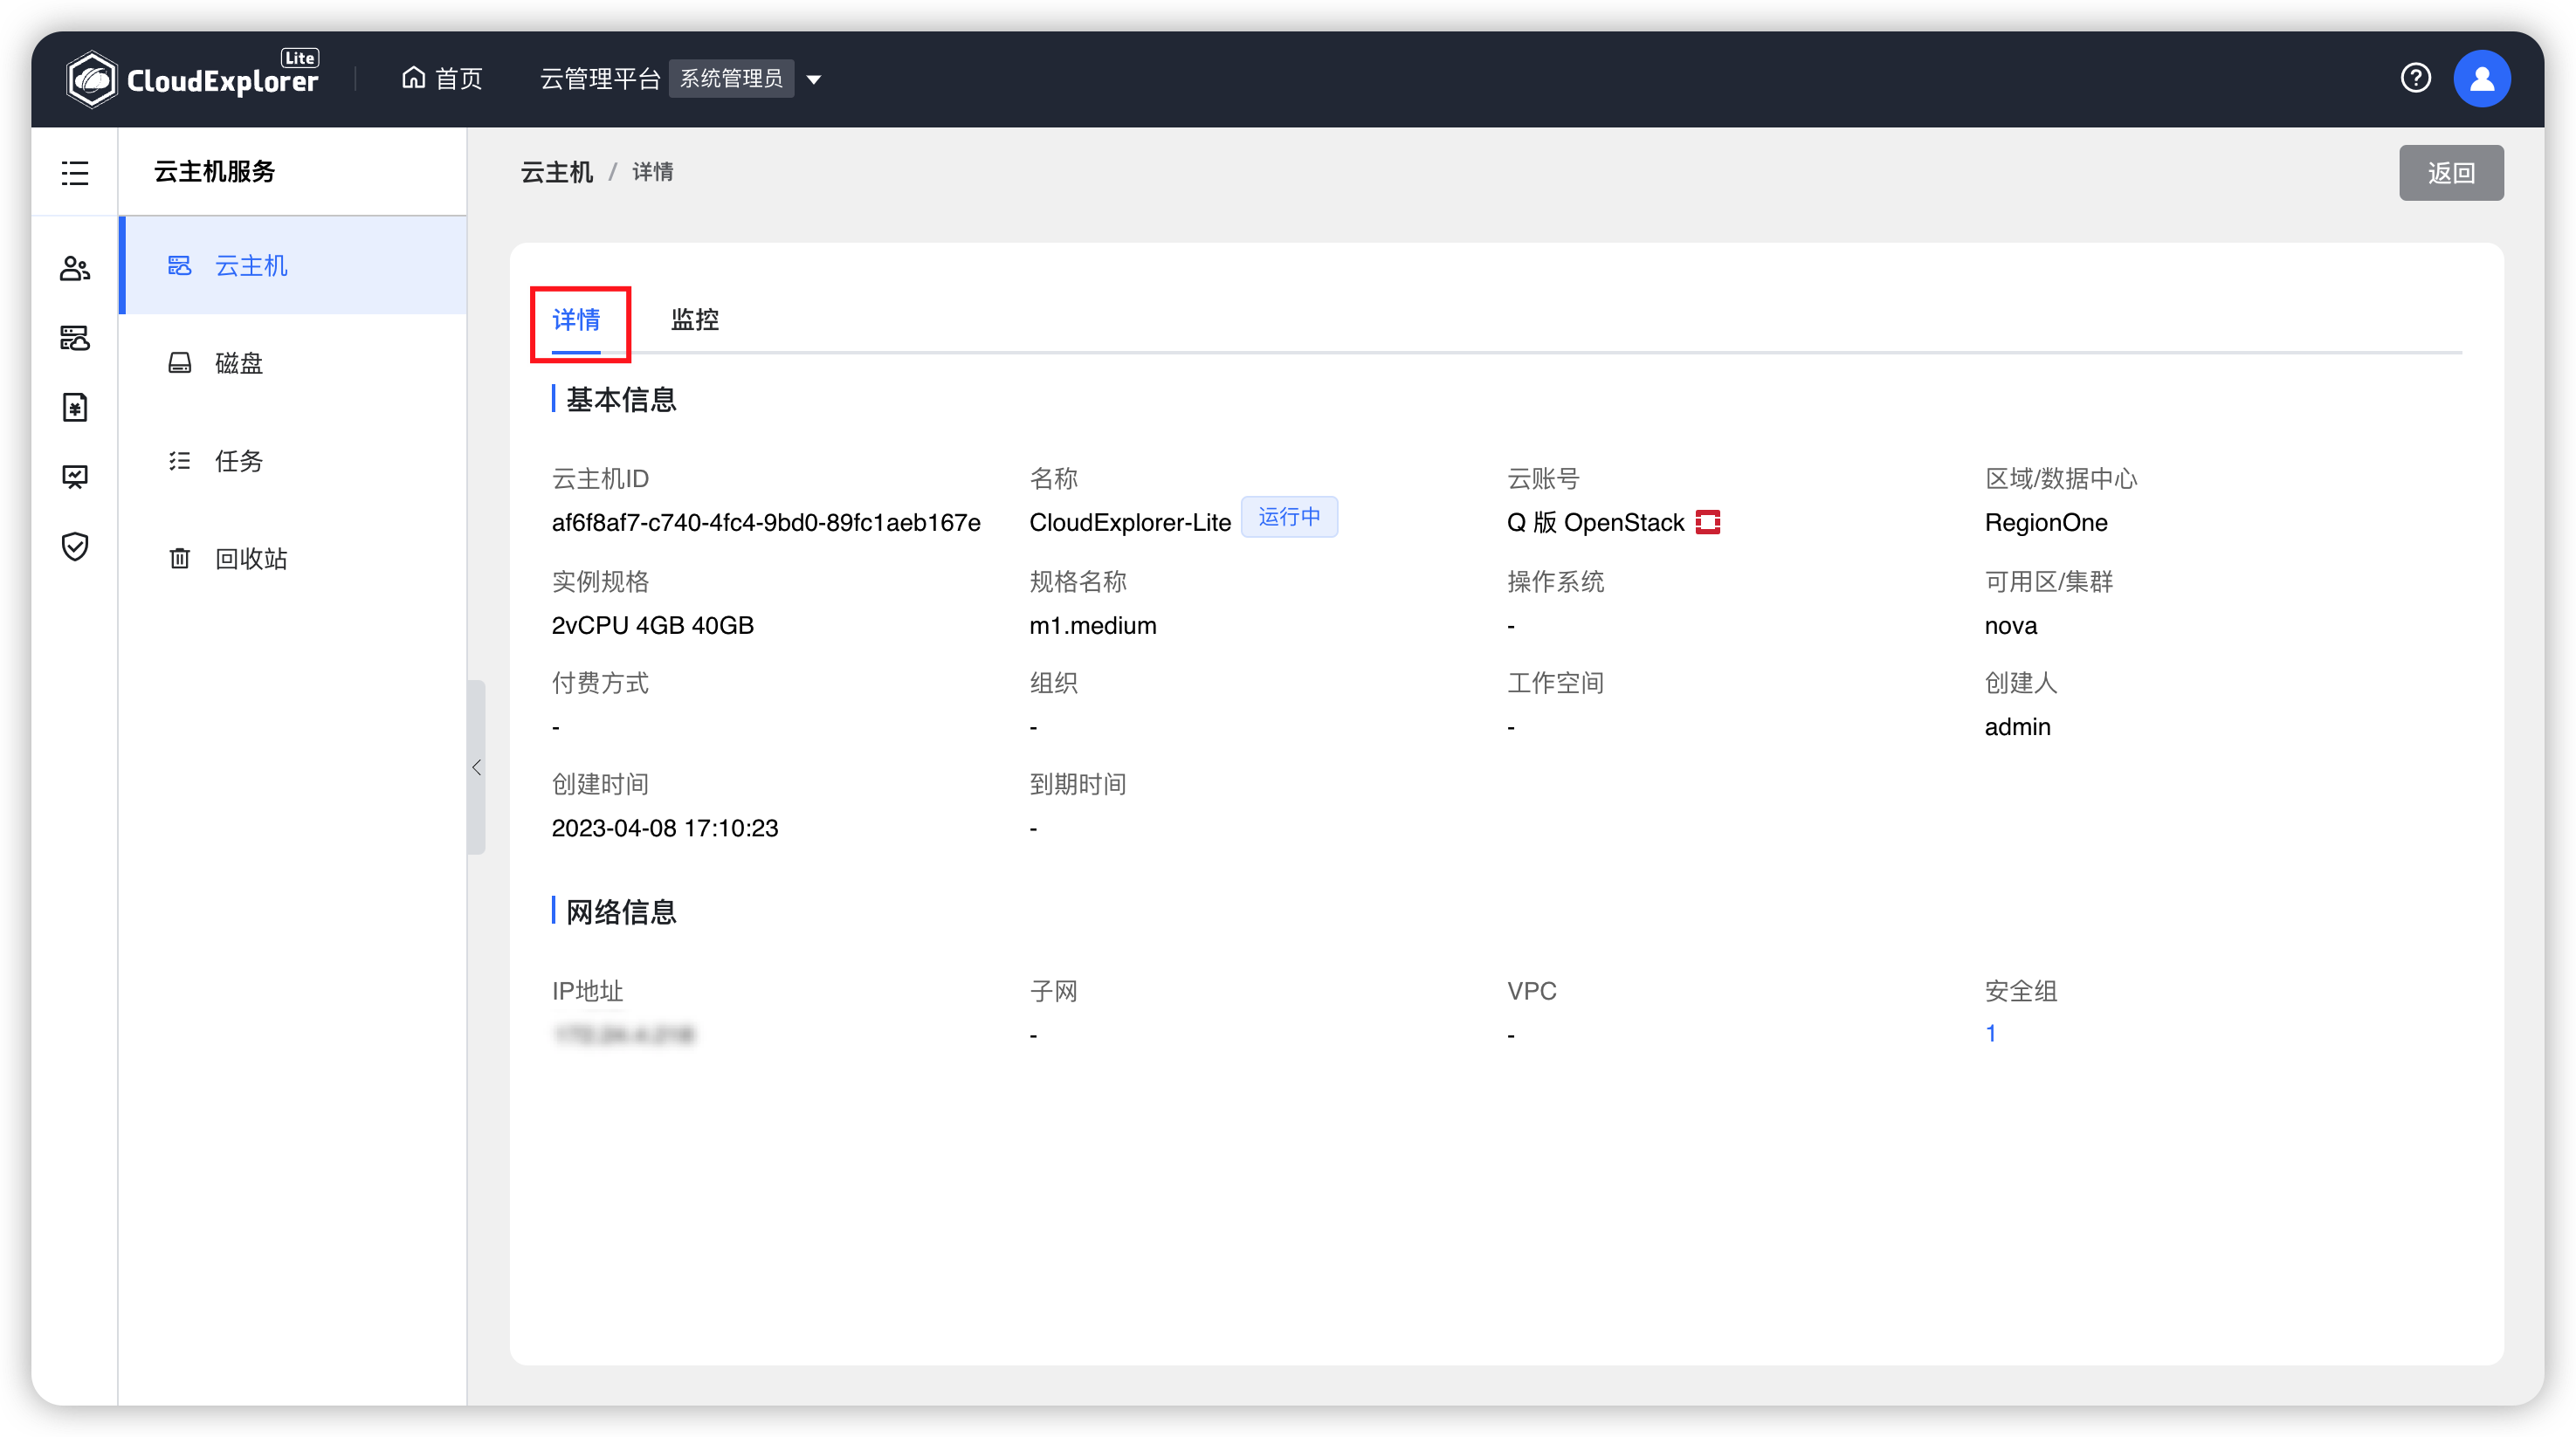 CloudExplorer Lite
首页
云管理平台 系统管理员
云主机服务
云主机
磁盘
任务
回收站
云主机 / 详情
返回
详情 监控
基本信息
云主机ID 名称 云账号 区域/数据中心
af6f8af7-c740-4fc4-9bd0-89fc1aeb167e CloudExplorer-Lite 运行中 Q 版 OpenStack RegionOne
实例规格 规格名称 操作系统 可用区/集群
2vCPU 4GB 40GB m1.medium - nova
付费方式 组织 工作空间 创建人
- - - admin
创建时间 到期时间
2023-04-08 17:10:23 -
网络信息
IP地址 子网 VPC 安全组
- - 1